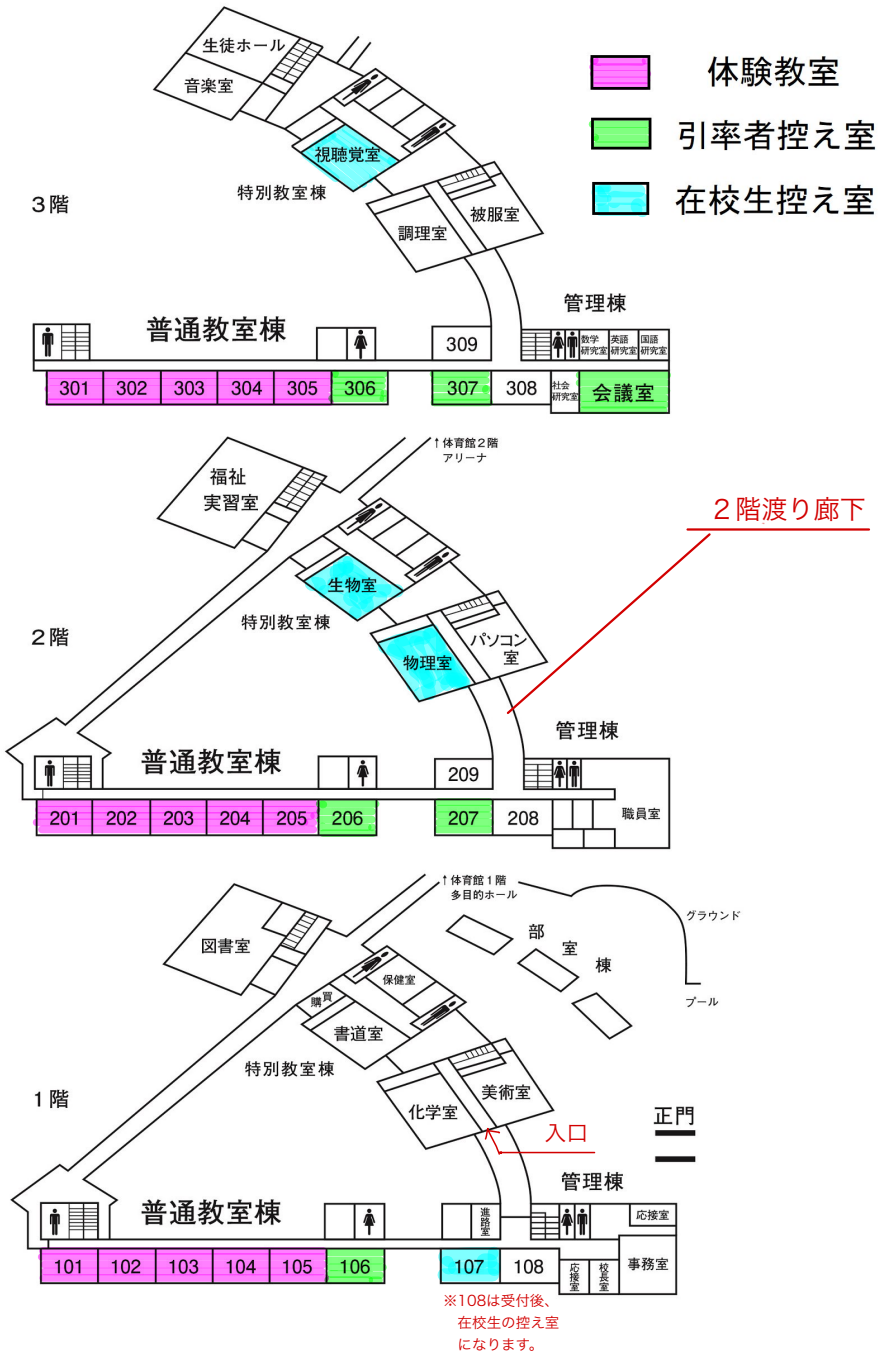 体験教室
引率者控え室
在校生控え室
生徒ホール
音楽室
視聴覚室
特別教室棟
3階
調理室
被服室
管理棟
普通教室棟
309
数学
研究室
英語
研究室
国語
研究室
301
302
303
304
305
306
307
308
社会
研究室
会議室
↑体育館2階
アリーナ
福祉
実習室
2階渡り廊下
生物室
特別教室棟
2階
物理室
パソコン
室
管理棟
普通教室棟
209
201
202
203
204
205
206
207
208
職員室
↑体育館1階
多目的ホール
グラウンド
部室棟
プール
図書室
保健室
購買
書道室
特別教室棟
1階
化学室
美術室
入口
正門
管理棟
普通教室棟
進路室
応接室
101
102
103
104
105
106
107
108
応接室
校長室
事務室
※108は受付後、
在校生の控え室
になります。